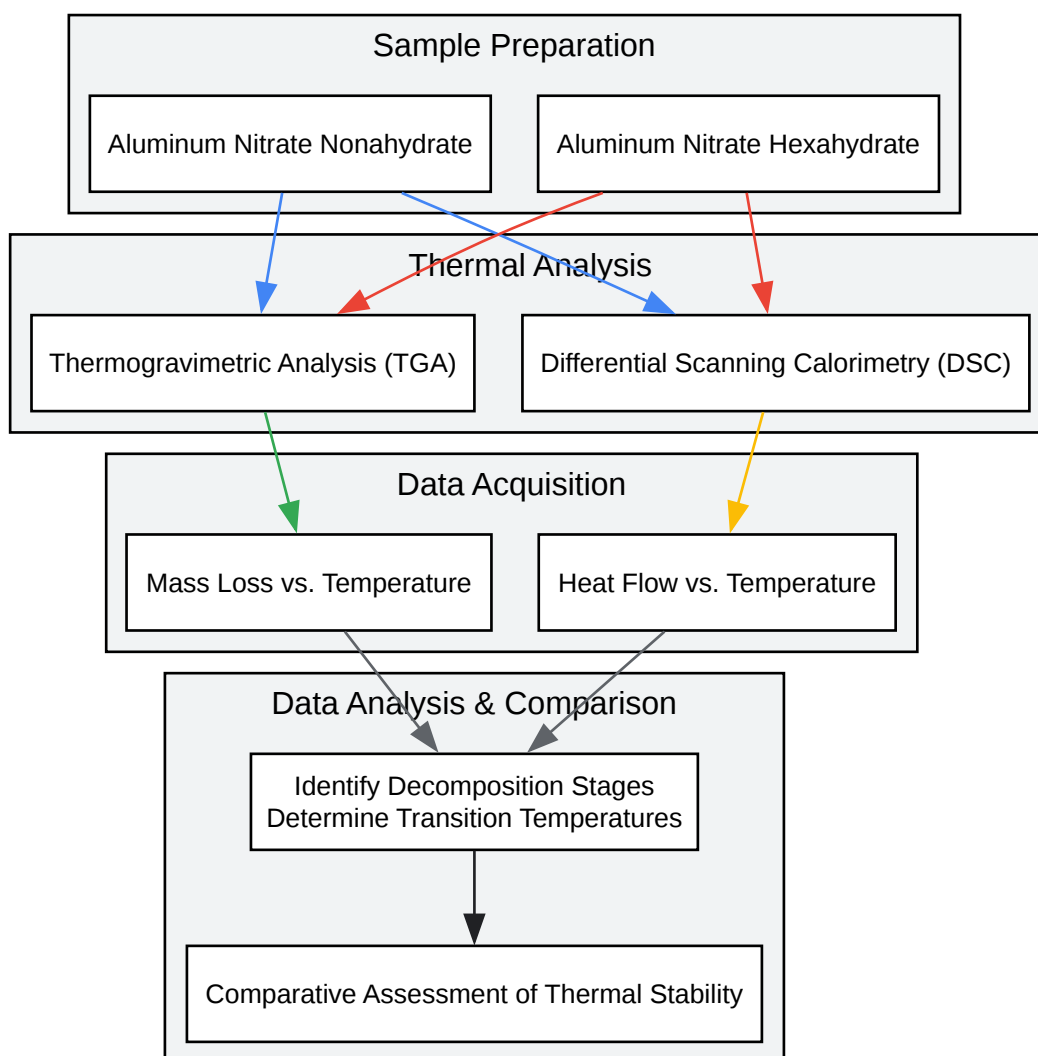 Sample Preparation
Aluminum Nitrate Nonahydrate
Aluminum Nitrate Hexahydrate
Thermal Analysis
Thermogravimetric Analysis (TGA)
Differential Scanning Calorimetry (DSC)
Data Acquisition
Mass Loss vs. Temperature
Heat Flow vs. Temperature
Data Analysis & Comparison
Identify Decomposition Stages
Determine Transition Temperatures
Comparative Assessment of Thermal Stability